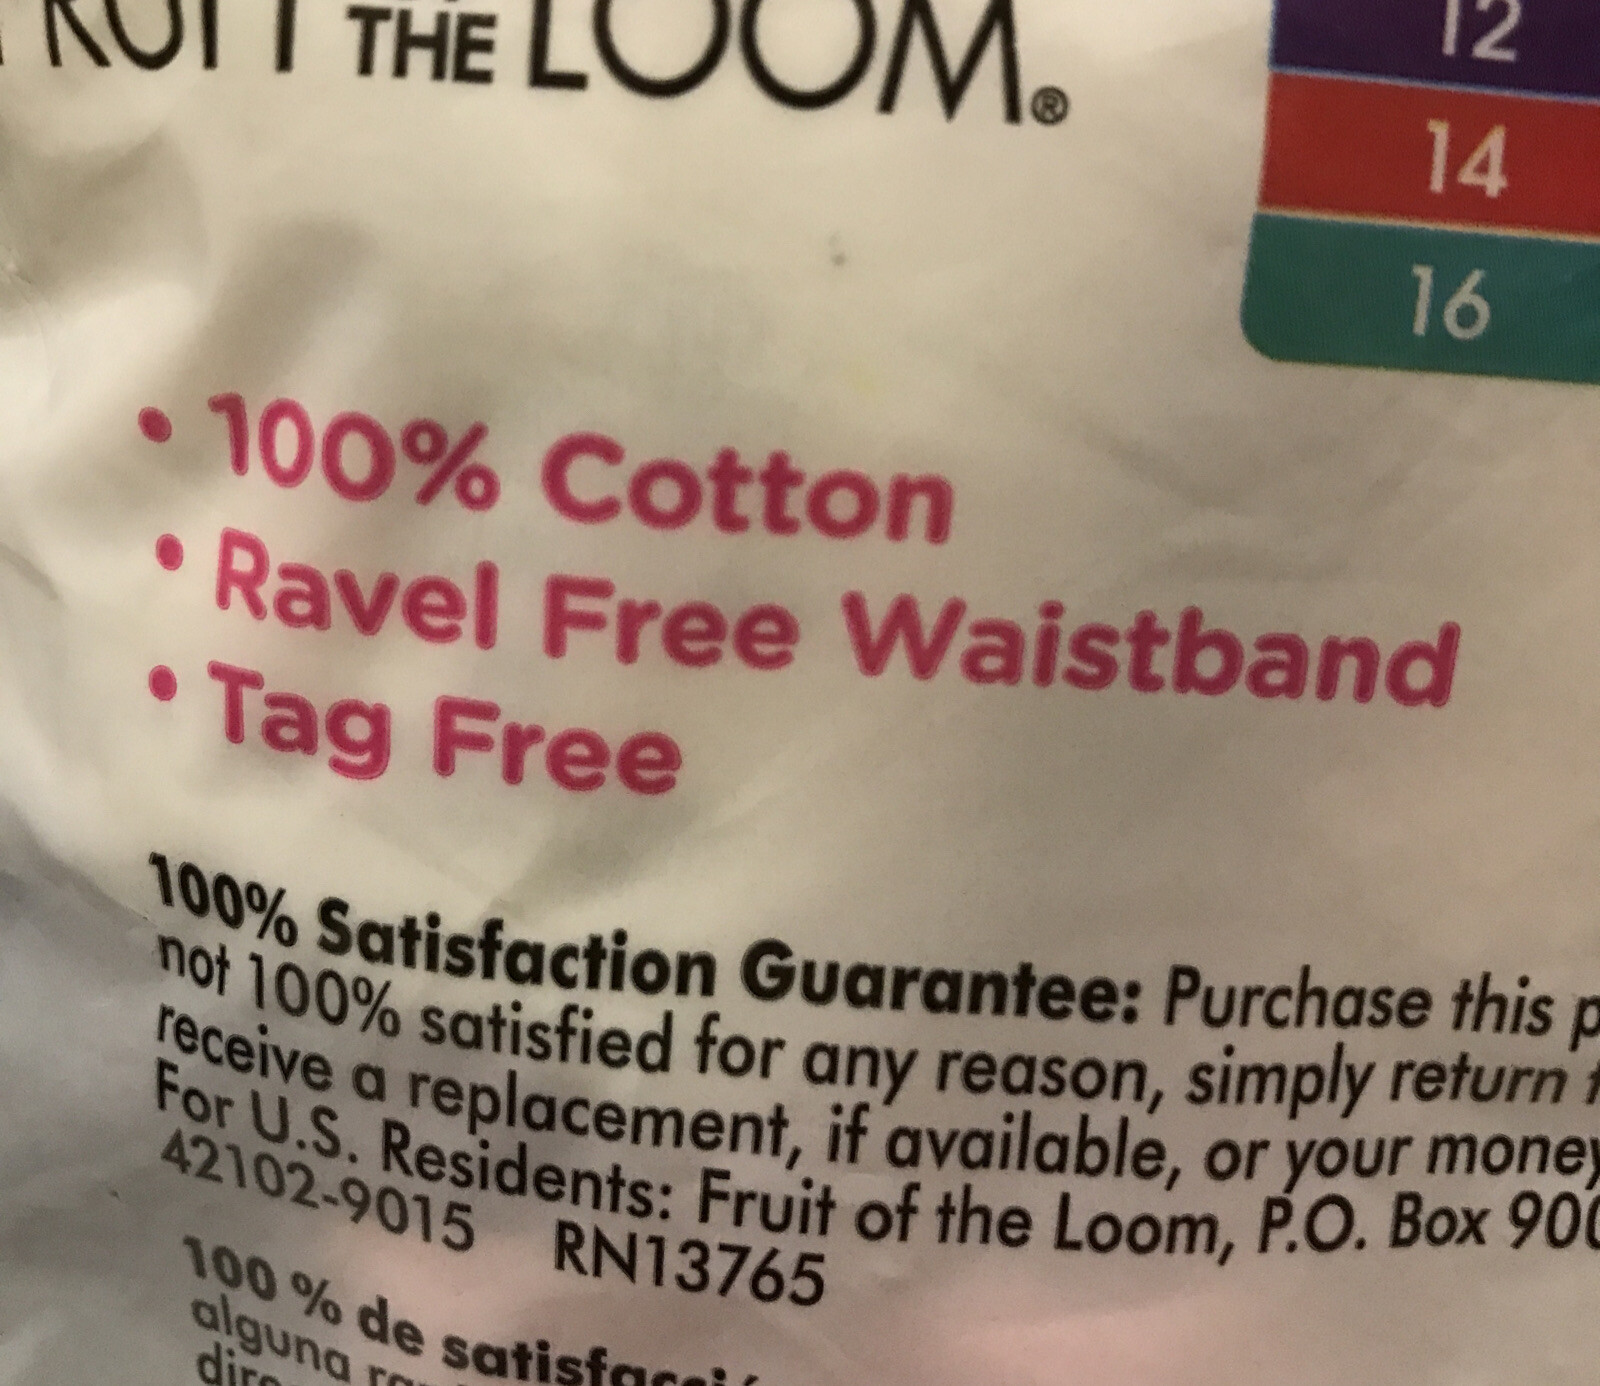 FRUIT OF THE LOOM®
12
14
16
• 100% Cotton
• Ravel Free Waistband
• Tag Free
100% Satisfaction Guarantee: Purchase this
not 100% satisfied for any reason, simply return
receive a replacement, if available, or your money
For U.S. Residents: Fruit of the Loom, P.O. Box
42102-9015 RN13765
100 % de
alguna